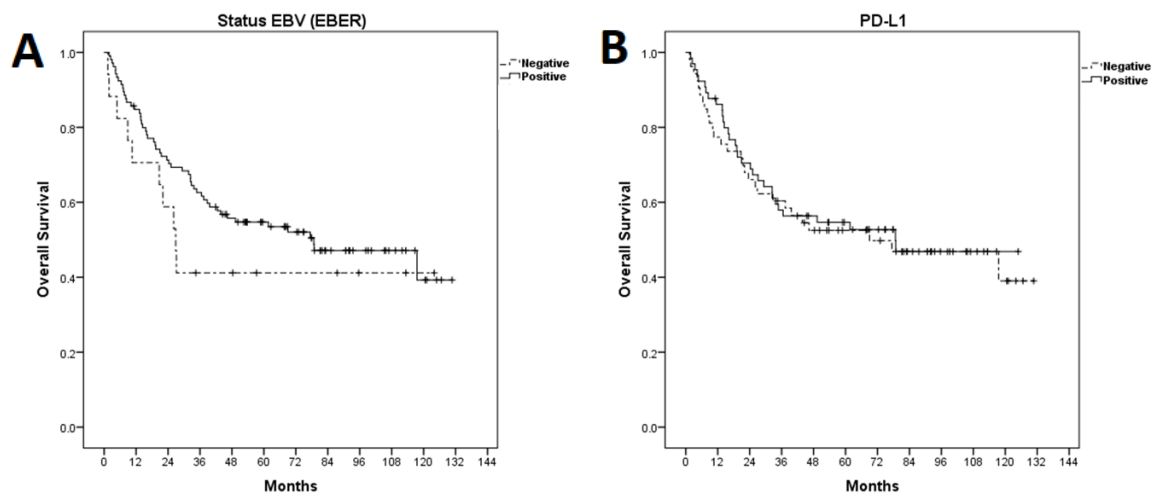 A
Status EBV (EBER)
1.0
0.8
0.6
0.4
0.2
0.0
Overall Survival
0 12 24 36 48 60 72 84 96 108 120 132 144
Months
Negative
Positive
B
PD-L1
1.0
0.8
0.6
0.4
0.2
0.0
Overall Survival
0 12 24 36 48 60 72 84 96 108 120 132 144
Months
Negative
Positive